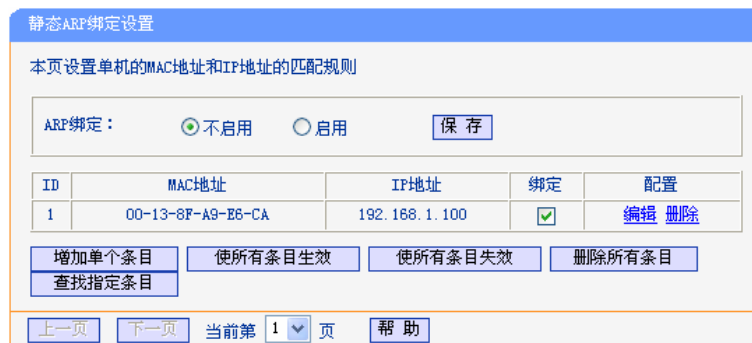 静态ARP绑定设置
本页设置单机的MAC地址和IP地址的匹配规则
ARP绑定： 不启用 启用 保 存
ID MAC地址 IP地址 绑定 配置
1 00-13-8F-A9-E6-CA 192.168.1.100 编辑 删除
增加单个条目 使所有条目生效 使所有条目失效 删除所有条目
查找指定条目
上一页 下一页 当前第 1 页 帮 助